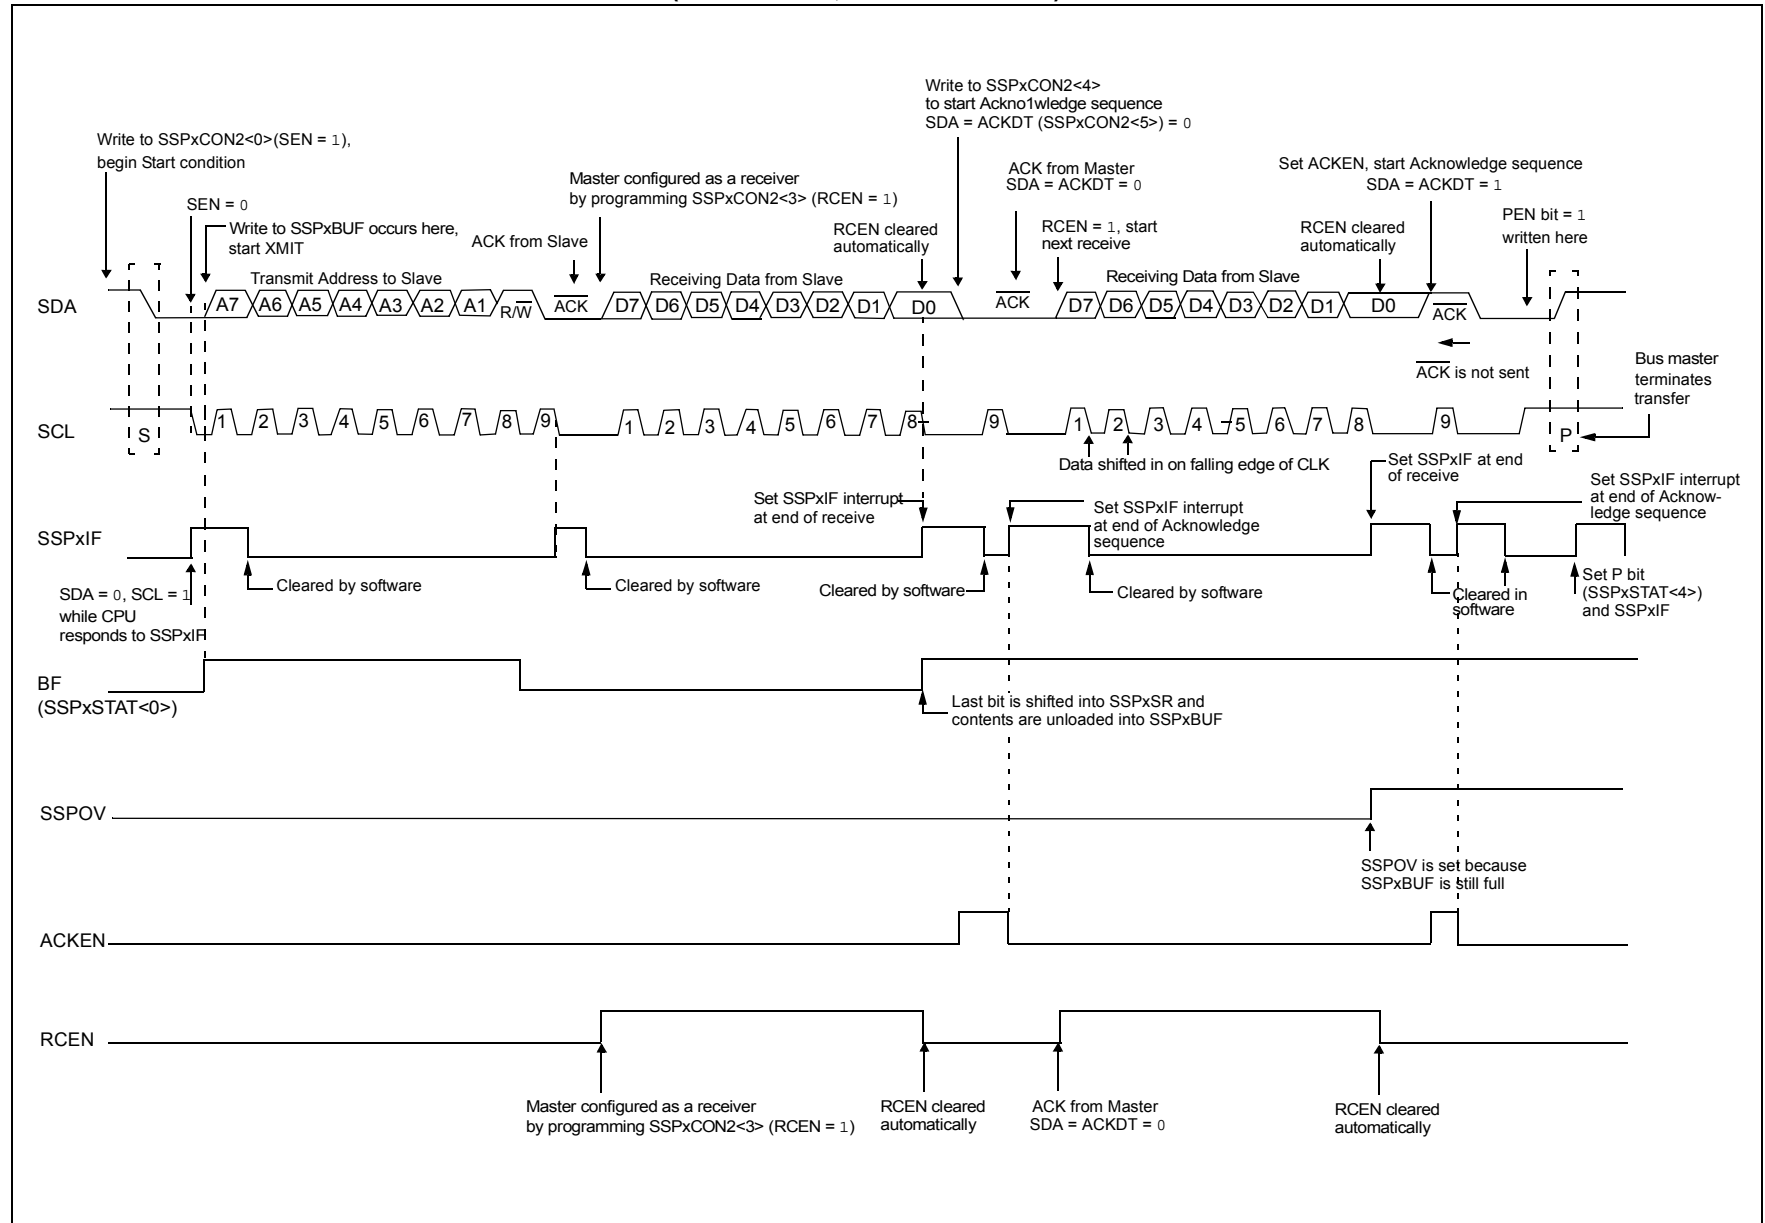 Write to SSPxCON2<4>
to start Ackno1wledge sequence
SDA = ACKDT (SSPxCON2<5>) = 0
Write to SSPxCON2<0>(SEN = 1),
begin Start condition
ACK from Master
SDA = ACKDT = 0
Set ACKEN, start Acknowledge sequence
SDA = ACKDT = 1
Master configured as a receiver
by programming SSPxCON2<3> (RCEN = 1)
SEN = 0
Write to SSPxBUF occurs here,
start XMIT
ACK from Slave
RCEN cleared
automatically
RCEN = 1, start
next receive
RCEN cleared
automatically
PEN bit = 1
written here
Transmit Address to Slave
Receiving Data from Slave
Receiving Data from Slave
SDA
A7 A6 A5 A4 A3 A2 A1 R/W ACK D7 D6 D5 D4 D3 D2 D1 D0 ACK D7 D6 D5 D4 D3 D2 D1 D0 ACK
ACK is not sent
Bus master
terminates
transfer
SCL
S 1 2 3 4 5 6 7 8 9 1 2 3 4 5 6 7 8 9 1 2 3 4 5 6 7 8 9 P
Data shifted in on falling edge of CLK
Set SSPxIF interrupt
at end of receive
Set SSPxIF interrupt
at end of Acknowledge
sequence
Set SSPxIF at end
of receive
Set SSPxIF interrupt
at end of Acknow-
ledge sequence
SSPxIF
SDA = 0, SCL = 1
while CPU
responds to SSPxIF
Cleared by software
Cleared by software
Cleared by software
Cleared by software
Cleared in
software
Set P bit
(SSPxSTAT<4>)
and SSPxIF
BF
(SSPxSTAT<0>)
Last bit is shifted into SSPxSR and
contents are unloaded into SSPxBUF
SSPOV
SSPOV is set because
SSPxBUF is still full
ACKEN
RCEN
Master configured as a receiver
by programming SSPxCON2<3> (RCEN = 1)
RCEN cleared
automatically
ACK from Master
SDA = ACKDT = 0
RCEN cleared
automatically